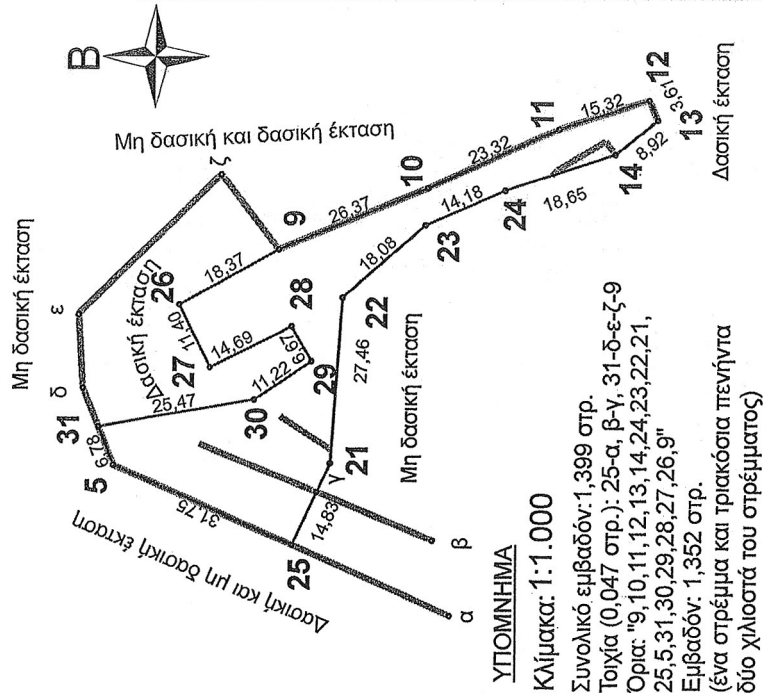 Β
Μη δασική έκταση
Μη δασική και δασική έκταση
ζ
ε
δ
31
6,78
5
Δασική έκταση
26
11,40
27
18,37
9
14,69
28
6,67
29
11,22
30
25,47
31,75
Δασική και μη δασική έκταση
26,37
10
23,32
11
15,32
12
3,61
13
8,92
14
Δασική έκταση
18,65
24
14,18
23
18,08
22
27,46
21
γ
14,83
25
Μη δασική έκταση
β
α
ΥΠΟΜΝΗΜΑ
Κλίμακα: 1:1.000
Συνολικό εμβαδόν:1,399 στρ.
Τοιχία (0,047 στρ.): 25-α, β-γ, 31-δ-ε-ζ-9
Όρια: "9,10,11,12,13,14,24,23,22,21,
25,5,31,30,29,28,27,26,9"
Εμβαδόν: 1,352 στρ.
(ένα στρέμμα και τριακόσια πενήντα
δύο χιλιοστά του στρέμματος)